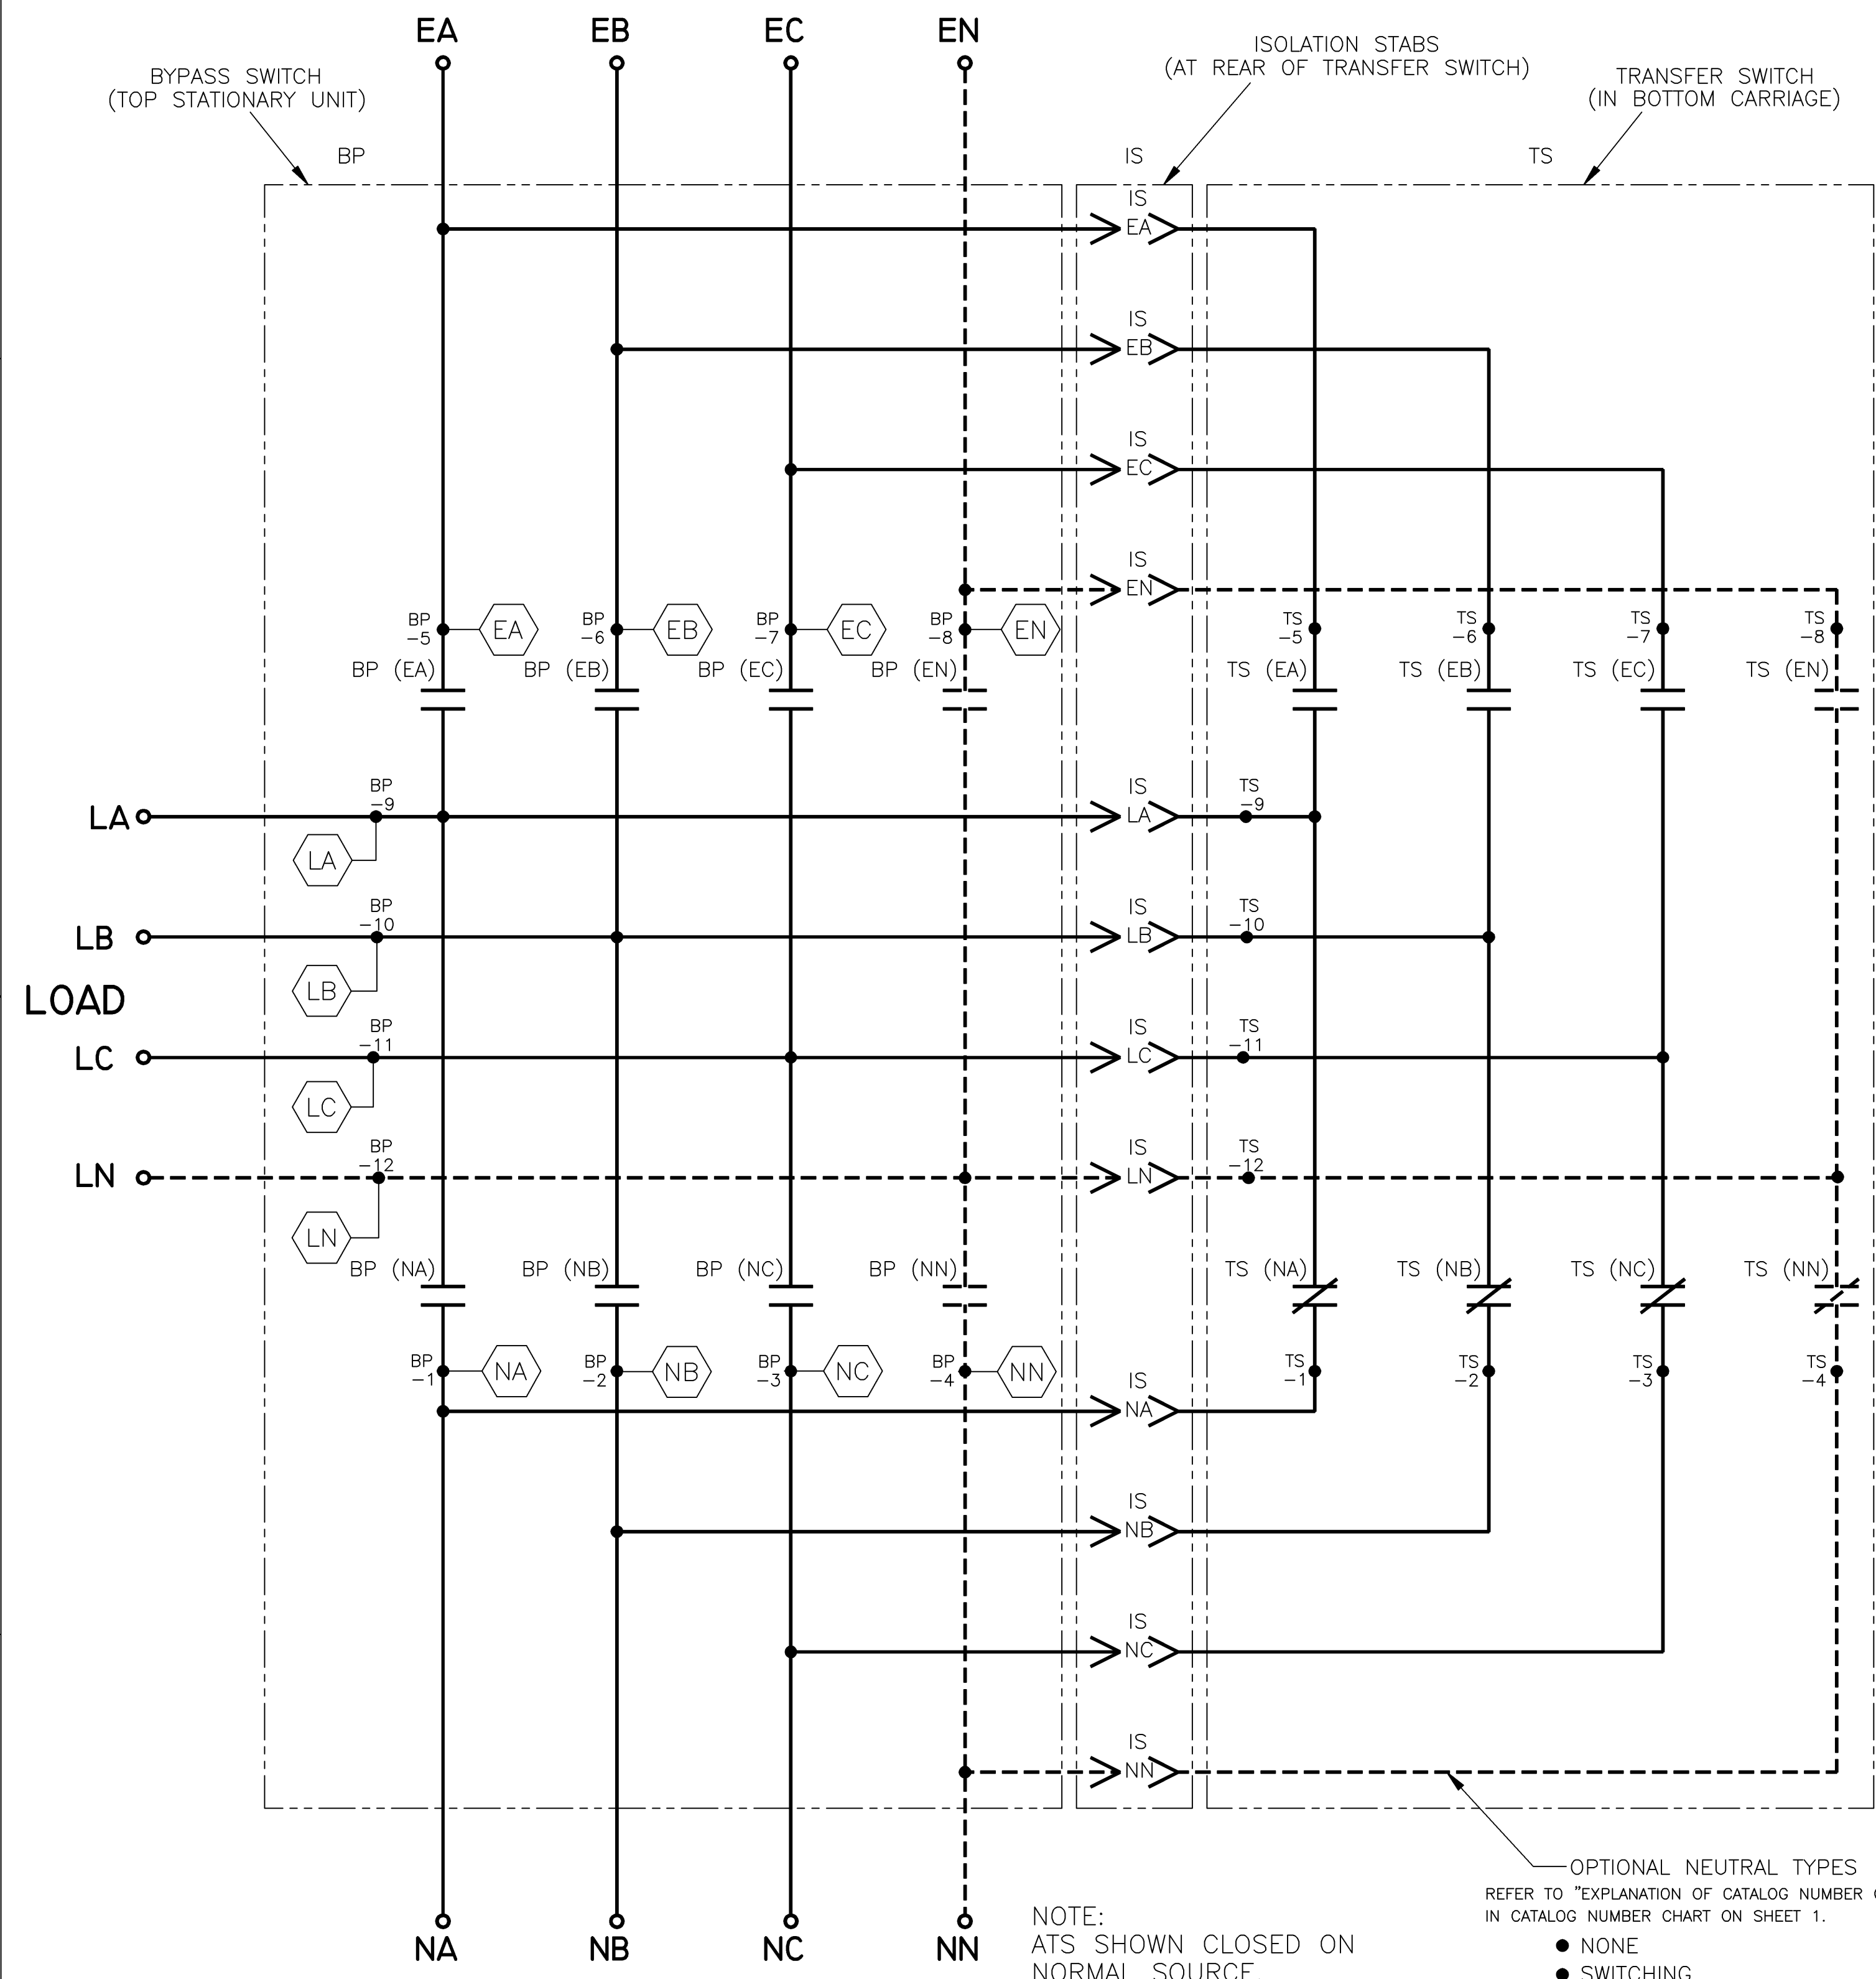 EA EB EC EN
ISOLATION STABS
(AT REAR OF TRANSFER SWITCH)
BYPASS SWITCH
(TOP STATIONARY UNIT)
TRANSFER SWITCH
(IN BOTTOM CARRIAGE)
BP IS TS
IS
EA
IS
EB
IS
EC
IS
EN
BP
-5
EA
BP
-6
EB
BP
-7
EC
BP
-8
EN
TS
-5
TS
-6
TS
-7
TS
-8
BP (EA) BP (EB) BP (EC) BP (EN) TS (EA) TS (EB) TS (EC) TS (EN)
BP
-9
IS
LA
TS
-9
LA
LA
BP
-10
IS
LB
TS
-10
LB
LB
LOAD
BP
-11
IS
LC
TS
-11
LC
LC
BP
-12
IS
LN
TS
-12
LN
LN
BP (NA) BP (NB) BP (NC) BP (NN) TS (NA) TS (NB) TS (NC) TS (NN)
BP
-1
NA
BP
-2
NB
BP
-3
NC
BP
-4
NN
TS
-1
TS
-2
TS
-3
TS
-4
IS
NA
IS
NB
IS
NC
IS
NN
OPTIONAL NEUTRAL TYPES
REFER TO "EXPLANATION OF CATALOG NUMBER
IN CATALOG NUMBER CHART ON SHEET 1.
● NONE
● SWITCHING
NOTE:
ATS SHOWN CLOSED ON
NORMAL SOURCE.
NA NB NC NN